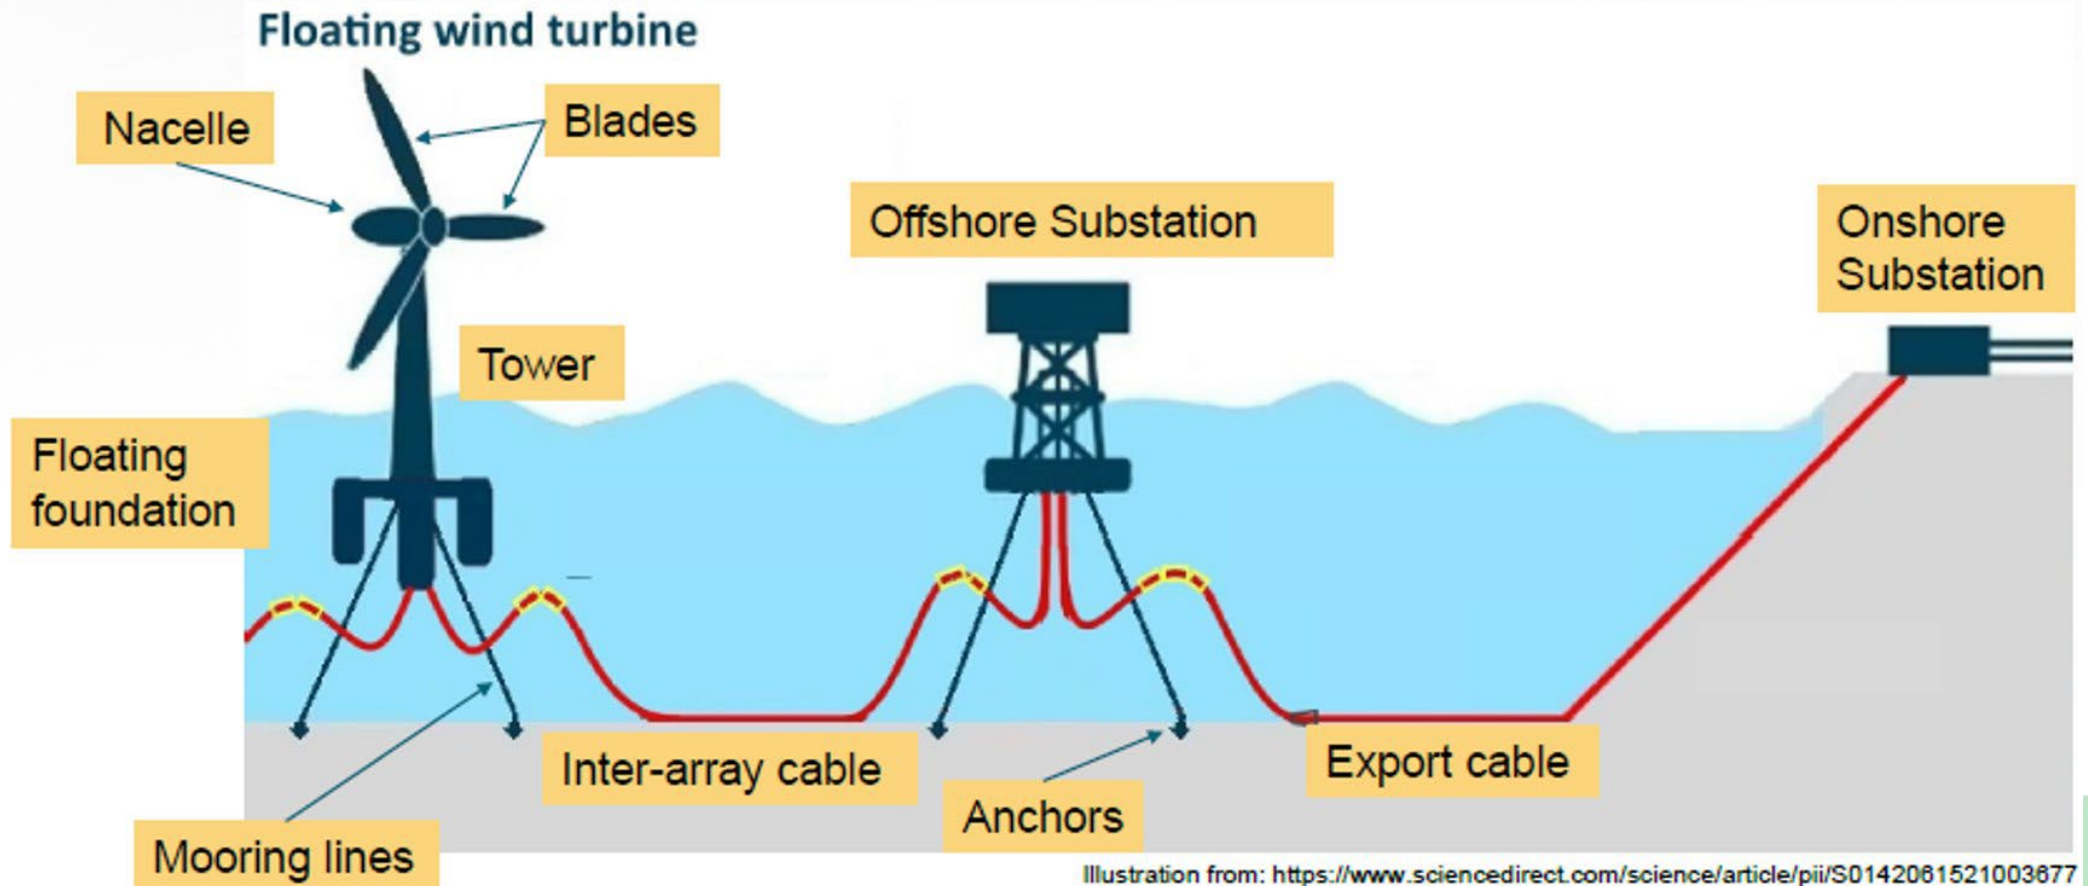 Floating wind turbine
Nacelle
Blades
Offshore Substation
Onshore
Substation
Tower
Floating
foundation
Inter-array cable
Export cable
Anchors
Mooring lines
Illustration from: https://www.sciencedirect.com/science/article/pii/S0142061521003677